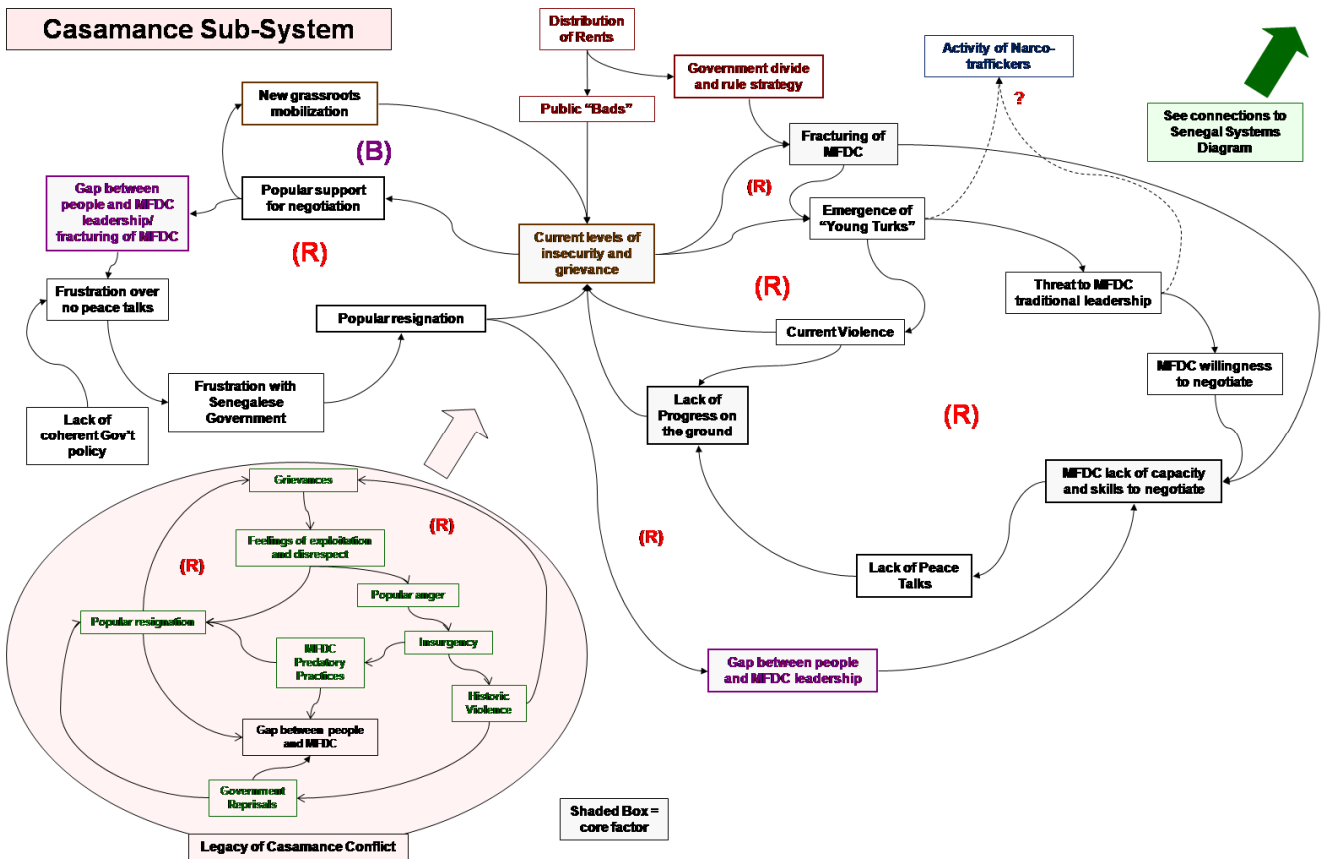 Casamance Sub-System
Distribution
of Rents
Government divide
and rule strategy
Activity of Narco-
traffickers
?
See connections to
Senegal Systems
Diagram
New grassroots
mobilization
Public “Bads”
Fracturing of
MFDC
(B)
(R)
Gap between
people and MFDC
leadership/
fracturing of MFDC
Popular support
for negotiation
Emergence of
“Young Turks”
Current levels of
insecurity and
grievance
(R)
(R)
Frustration over
no peace talks
Threat to MFDC
traditional leadership
Popular resignation
Current Violence
MFDC willingness
to negotiate
Frustration with
Senegalese
Government
Lack of
Progress on
the ground
(R)
Lack of
coherent Gov’t
policy
MFDC lack of capacity
and skills to negotiate
Grievances
(R)
Feelings of exploitation
and disrespect
(R)
(R)
Lack of Peace
Talks
Popular anger
Popular resignation
Insurgency
MFDC
Predatory
Practices
Gap between people
and MFDC leadership
Historic
Violence
Gap between people
and MFDC
Government
Reprisals
Shaded Box =
core factor
Legacy of Casamance Conflict